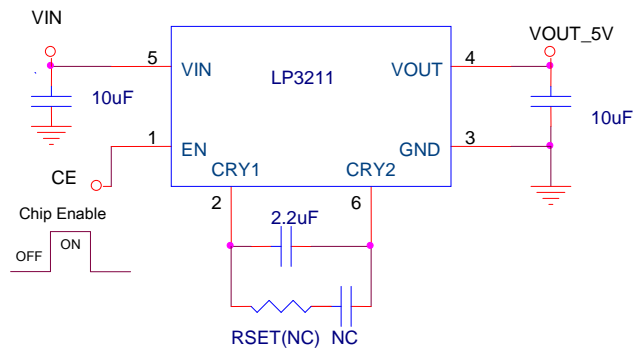 VIN
VOUT_5V
5
VIN
LP3211
VOUT
4
10uF
10uF
1
EN
GND
3
CE
CRY1
CRY2
2
6
Chip Enable
2.2uF
OFF
ON
RSET(NC)
NC